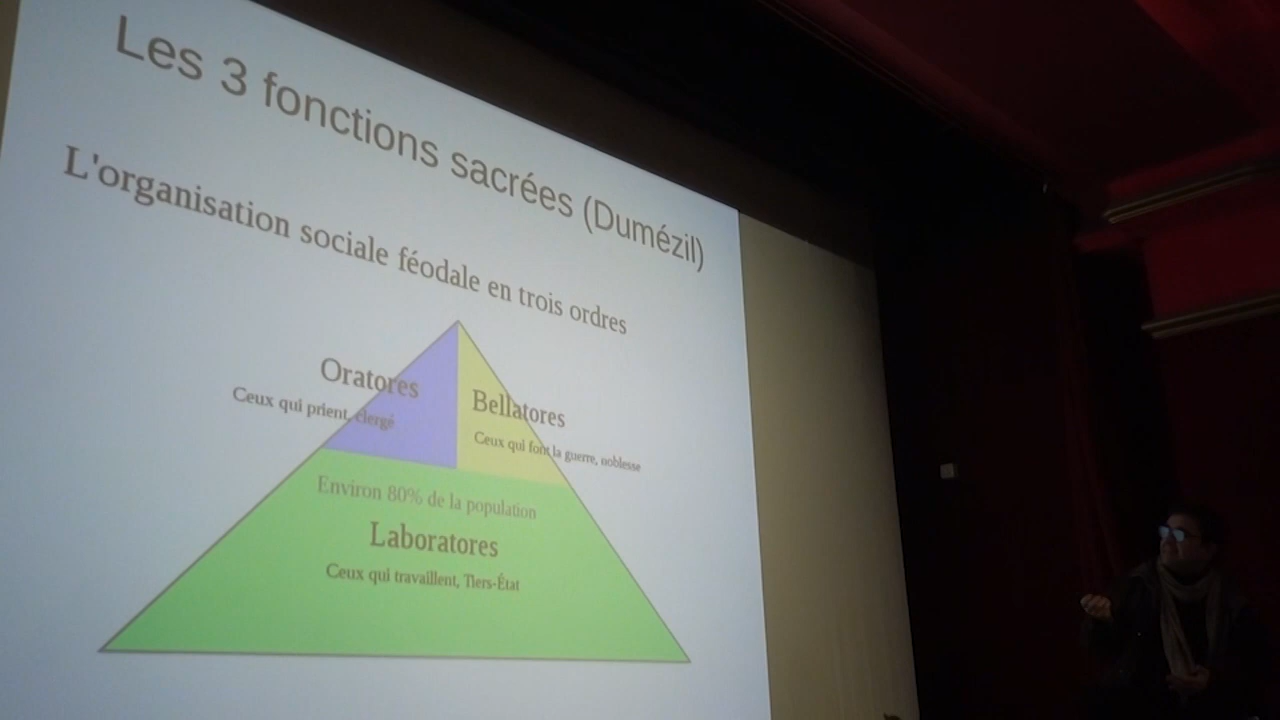 Les 3 fonctions sacrées (Dumézil)
L'organisation sociale féodale en trois ordres
Oratores
Ceux qui prient, clergé
Bellatores
Ceux qui font la guerre, noblesse
Environ 80% de la population
Laboratores
Ceux qui travaillent, Tiers-État